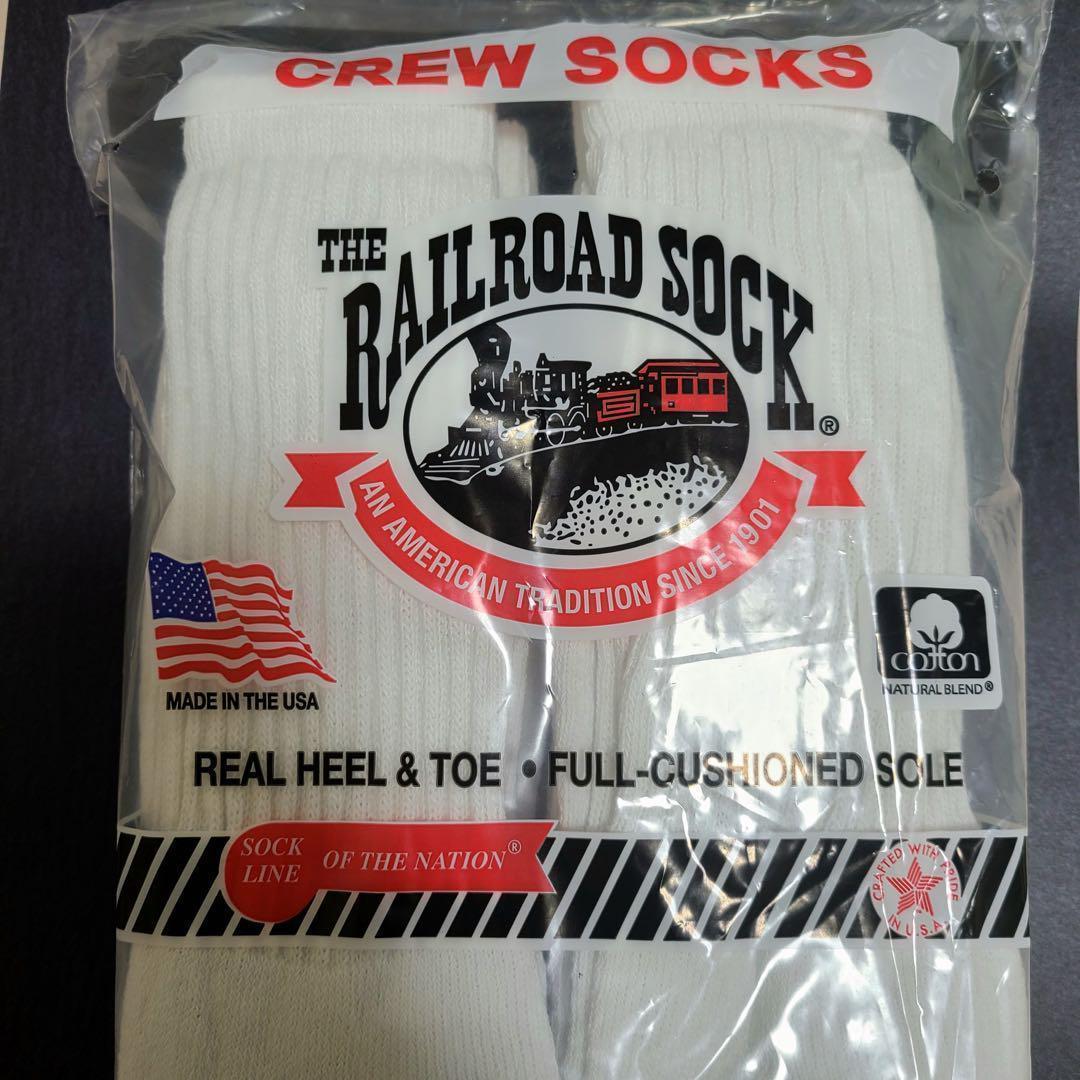 CREW SOCKS
THE
RAILROAD SOCK®
AN AMERICAN TRADITION SINCE 1901
MADE IN THE USA
cotton
NATURAL BLEND®
REAL HEEL & TOE • FULL-CUSHIONED SOLE
SOCK
LINE
OF THE NATION®
CRAFTED WITH PRIDE
IN U.S.A.